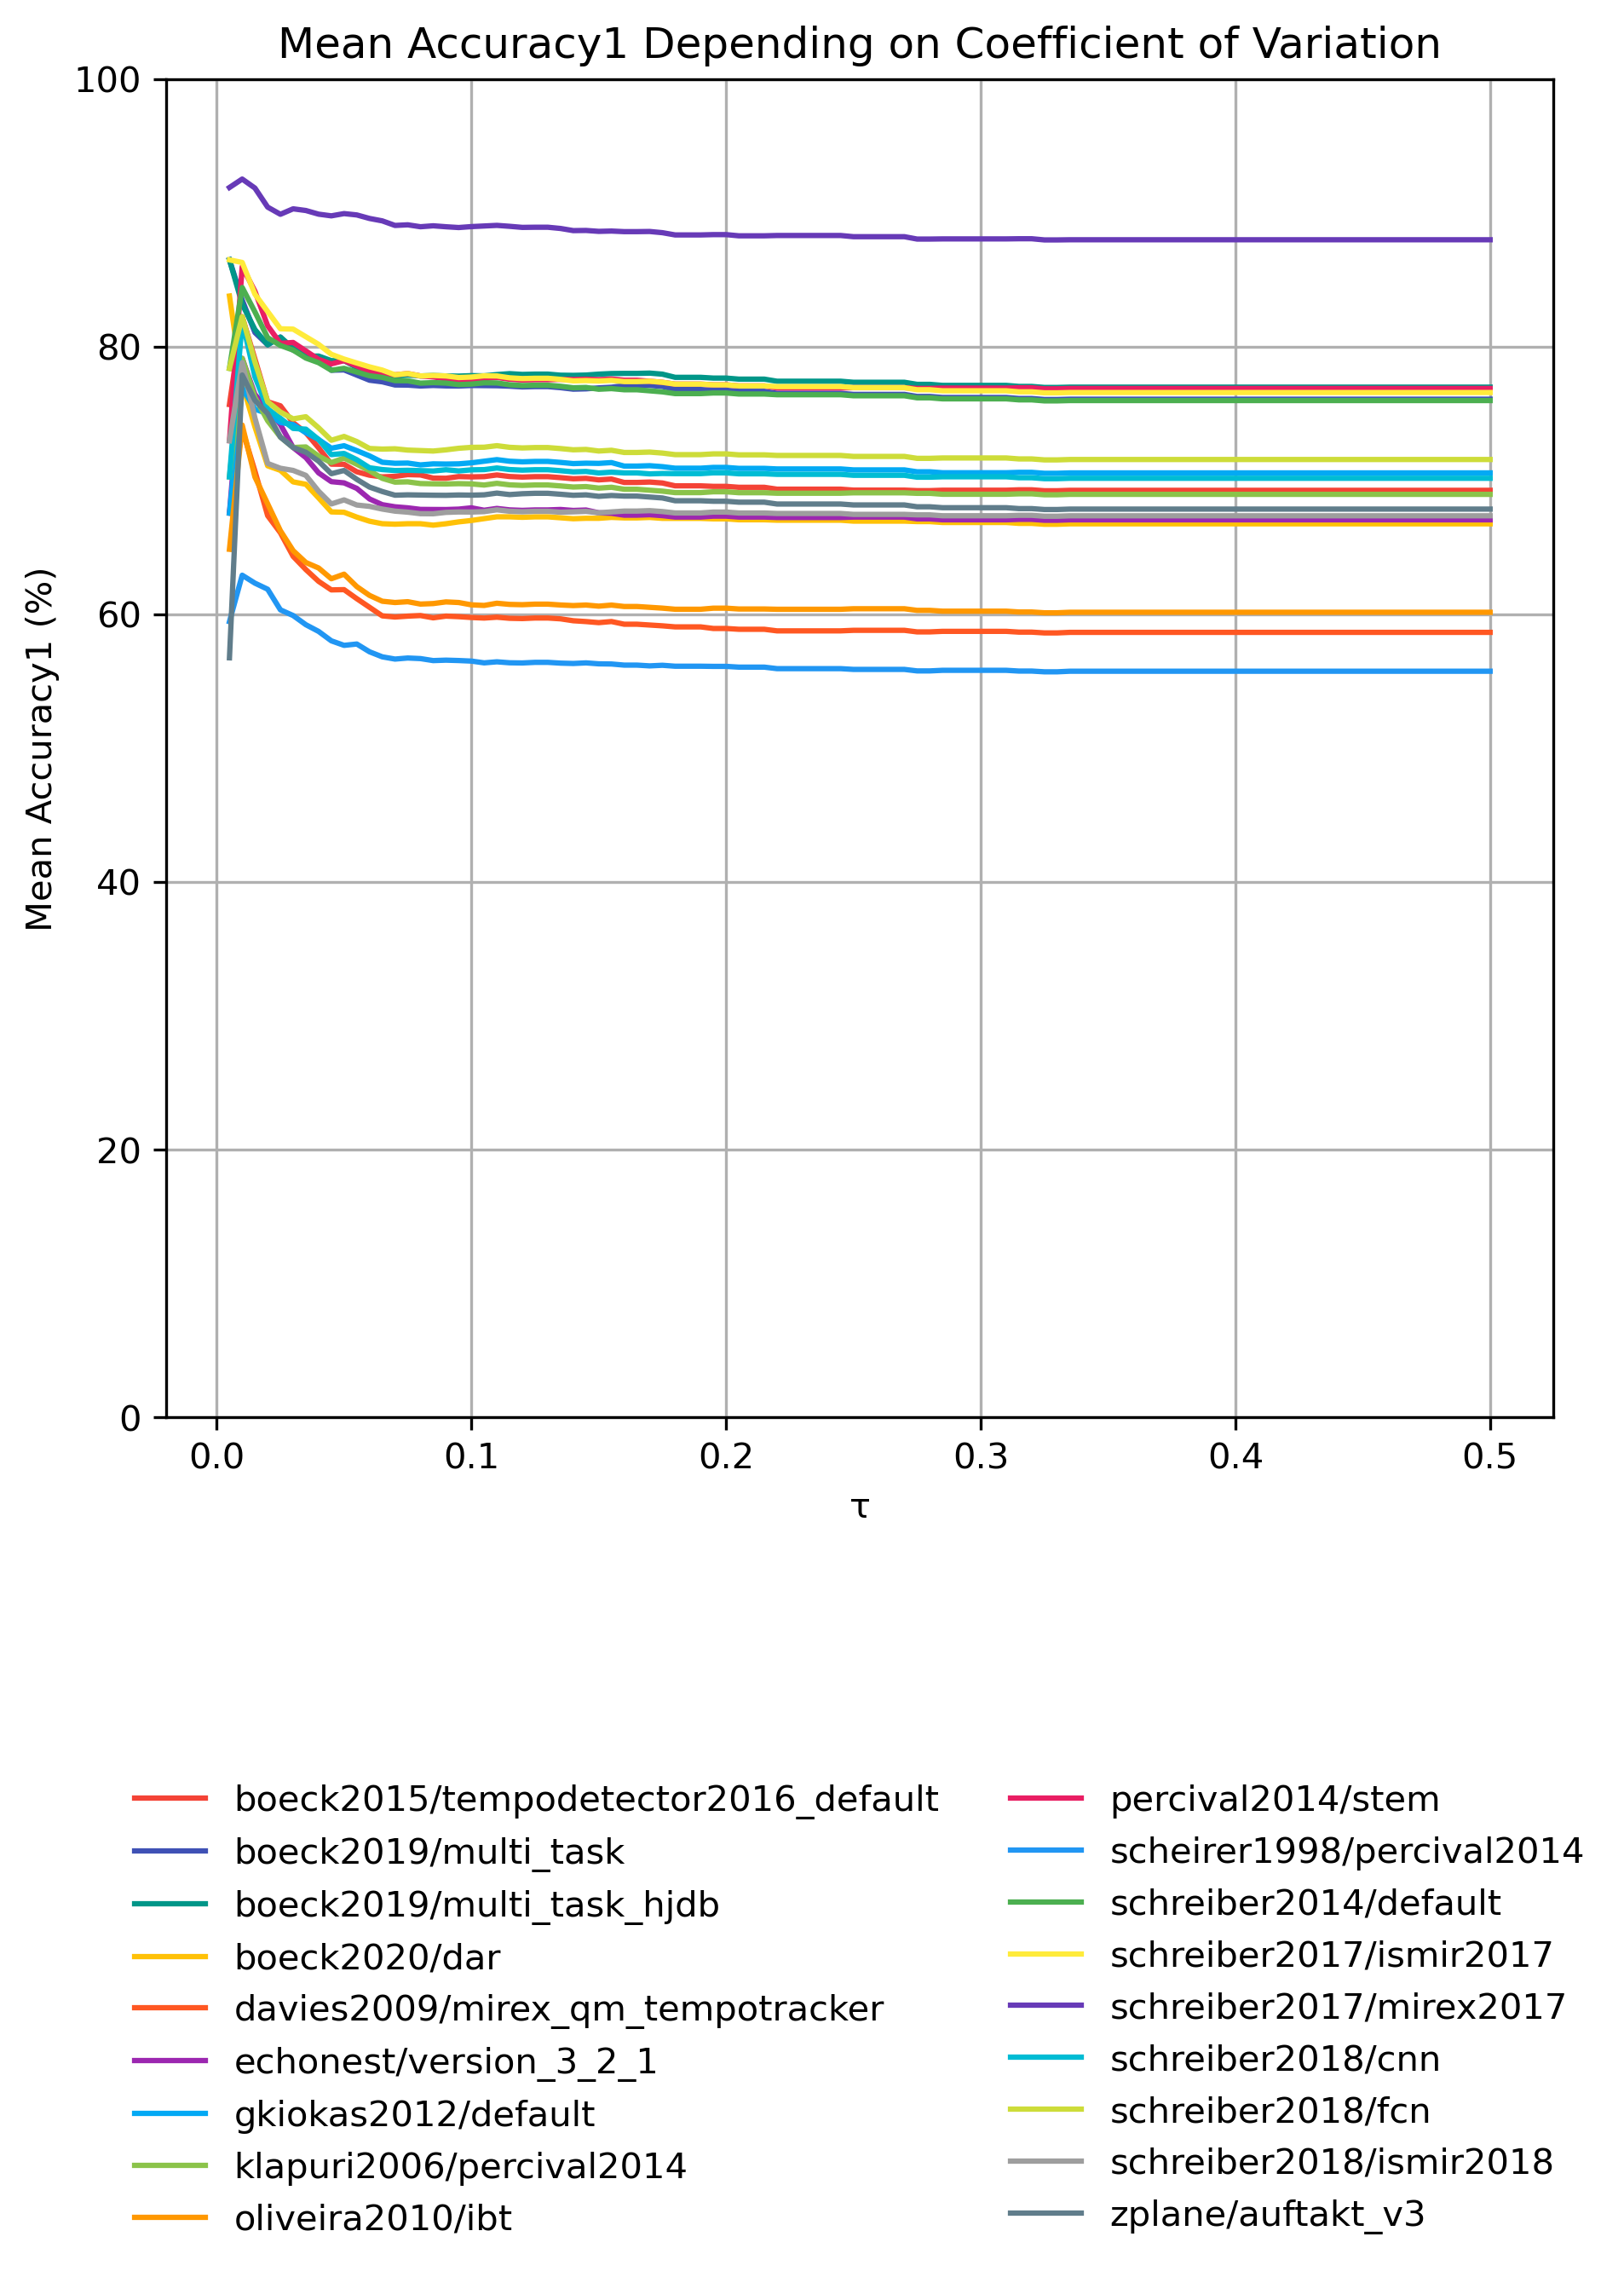 Mean Accuracy1 Depending on Coefficient of Variation
100
80
60
40
20
0
Mean Accuracy1 (%)
0.0 0.1 0.2 0.3 0.4 0.5
τ
boeck2015/tempodetector2016_default
boeck2019/multi_task
boeck2019/multi_task_hjdb
boeck2020/dar
davies2009/mirex_qm_tempotracker
echonest/version_3_2_1
gkiokas2012/default
klapuri2006/percival2014
oliveira2010/ibt
percival2014/stem
scheirer1998/percival2014
schreiber2014/default
schreiber2017/ismir2017
schreiber2017/mirex2017
schreiber2018/cnn
schreiber2018/fcn
schreiber2018/ismir2018
zplane/auftakt_v3